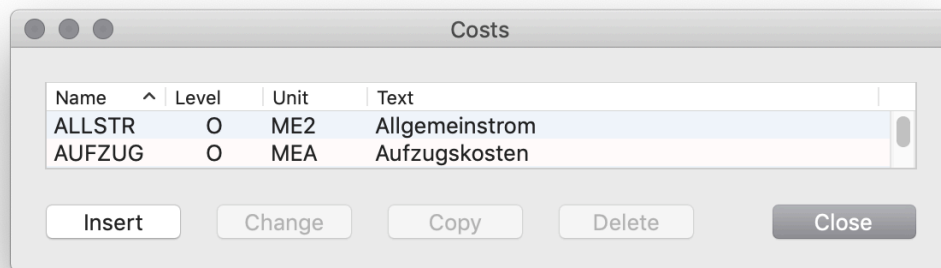 Costs
Name Level Unit Text
ALLSTR O ME2 Allgemeinstrom
AUFZUG O MEA Aufzugskosten
Insert Change Copy Delete Close